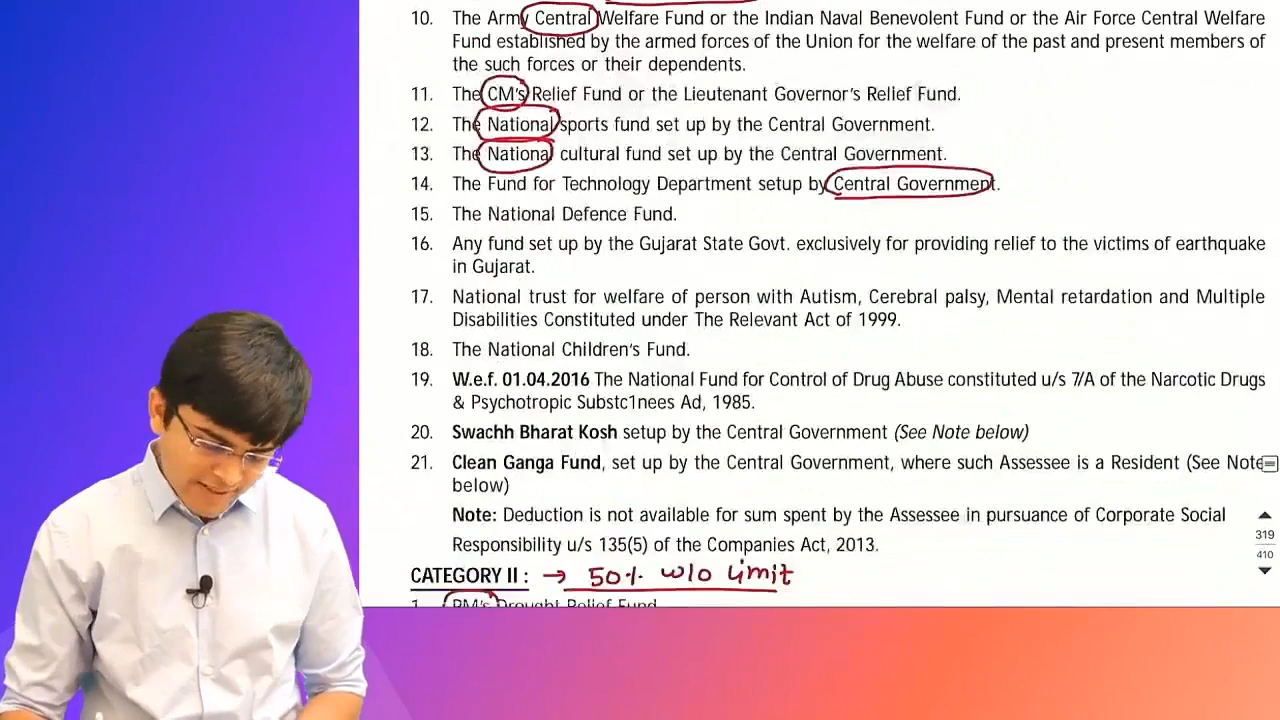 10. The Army Central Welfare Fund or the Indian Naval Benevolent Fund or the Air Force Central Welfare
Fund established by the armed forces of the Union for the welfare of the past and present members of
the such forces or their dependents.
11. The CM's Relief Fund or the Lieutenant Governor's Relief Fund.
12. The National sports fund set up by the Central Government.
13. The National cultural fund set up by the Central Government.
14. The Fund for Technology Department setup by Central Government.
15. The National Defence Fund.
16. Any fund set up by the Gujarat State Govt. exclusively for providing relief to the victims of earthquake
in Gujarat.
17. National trust for welfare of person with Autism, Cerebral palsy, Mental retardation and Multiple
Disabilities Constituted under The Relevant Act of 1999.
18. The National Children's Fund.
19. W.e.f. 01.04.2016 The National Fund for Control of Drug Abuse constituted u/s 7/A of the Narcotic Drugs
& Psychotropic Substc1nees Ad, 1985.
20. Swachh Bharat Kosh setup by the Central Government (See Note below)
21. Clean Ganga Fund, set up by the Central Government, where such Assessee is a Resident (See Note
below)
Note: Deduction is not available for sum spent by the Assessee in pursuance of Corporate Social
Responsibility u/s 135(5) of the Companies Act, 2013.
319
410
CATEGORY II : → 50% w/o Limit
1. PM's Drought Relief Fund